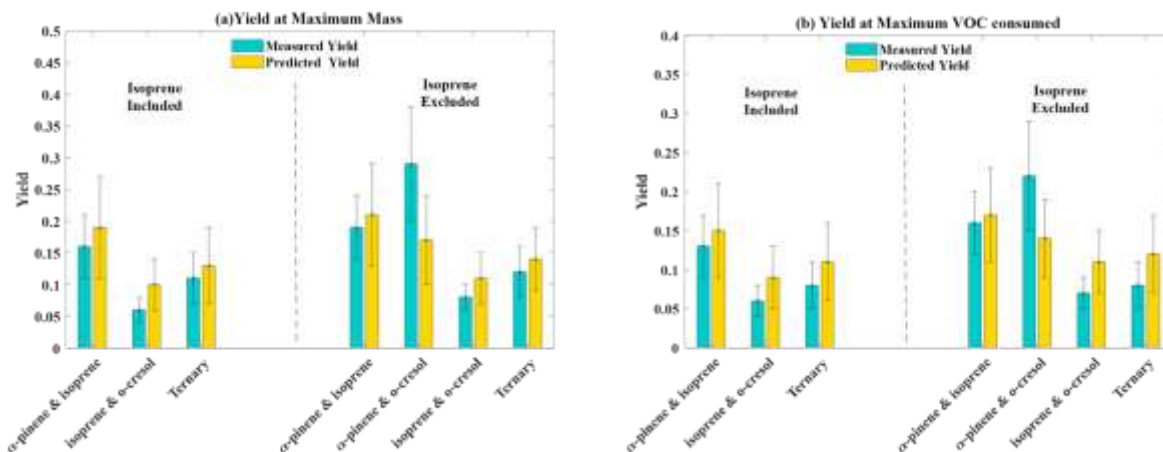 (a)Yield at Maximum Mass
0.5
0.45
0.4
0.35
0.3
0.25
0.2
0.15
0.1
0.05
0
Yield
Measured Yield
Predicted Yield
Isoprene
Included
Isoprene
Excluded
α-pinene & isoprene
isoprene & o-cresol
Ternary
α-pinene & isoprene
α-pinene & o-cresol
isoprene & o-cresol
Ternary
(b) Yield at Maximum VOC consumed
0.4
0.35
0.3
0.25
0.2
0.15
0.1
0.05
0
Yield
Measured Yield
Predicted Yield
Isoprene
Included
Isoprene
Excluded
α-pinene & isoprene
isoprene & o-cresol
Ternary
α-pinene & isoprene
α-pinene & o-cresol
isoprene & o-cresol
Ternary